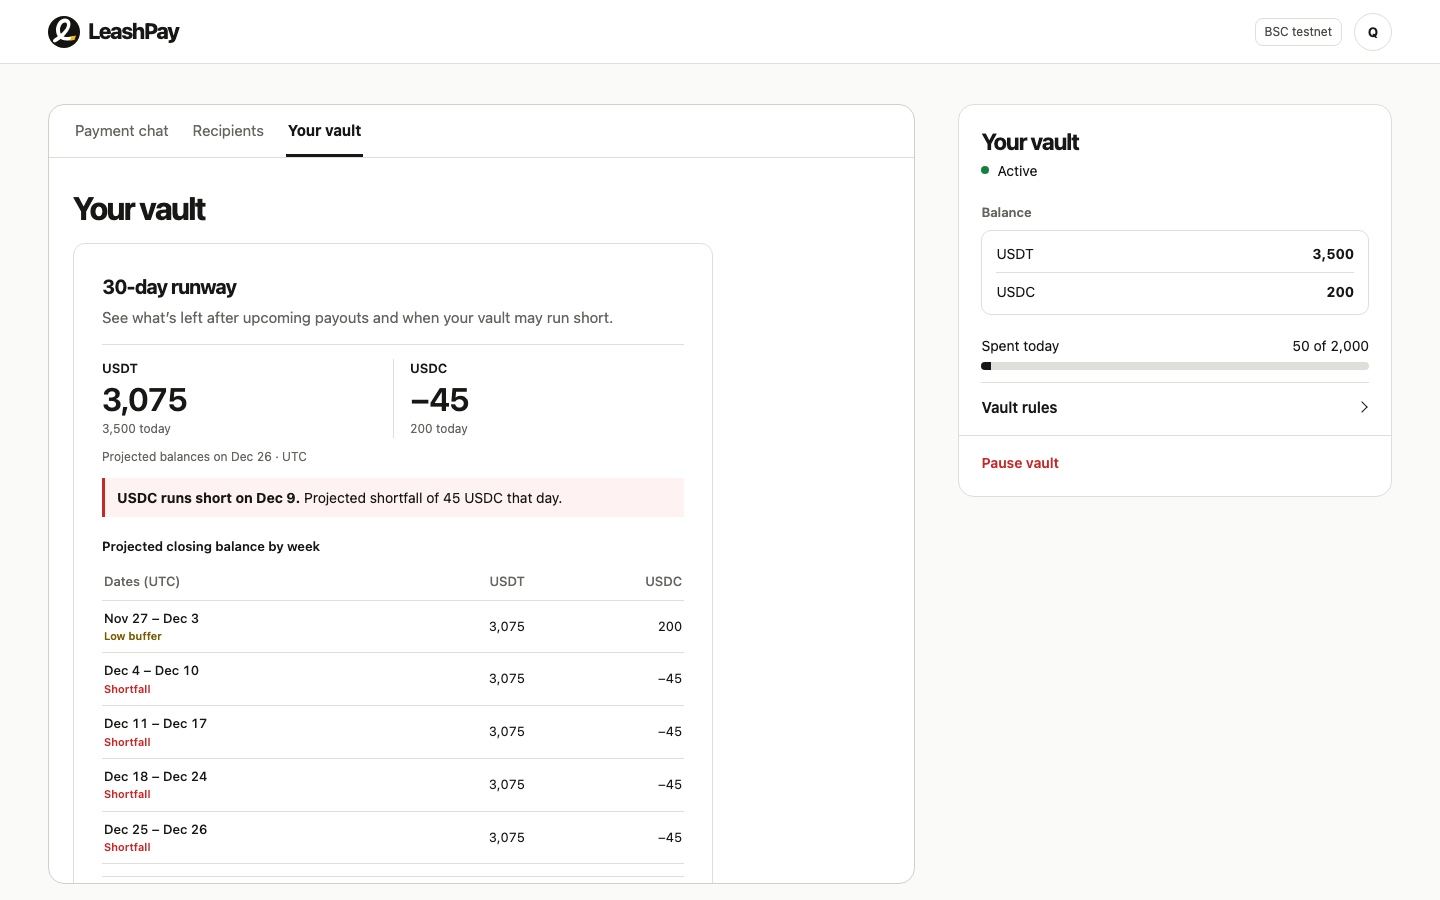 LeashPay
BSC testnet
Q
Payment chat
Recipients
Your vault
Your vault
30-day runway
See what's left after upcoming payouts and when your vault may run short.
USDT
3,075
3,500 today
USDC
−45
200 today
Projected balances on Dec 26 · UTC
USDC runs short on Dec 9. Projected shortfall of 45 USDC that day.
Projected closing balance by week
Dates (UTC) USDT USDC
Nov 27 – Dec 3
Low buffer
3,075 200
Dec 4 – Dec 10
Shortfall
3,075 −45
Dec 11 – Dec 17
Shortfall
3,075 −45
Dec 18 – Dec 24
Shortfall
3,075 −45
Dec 25 – Dec 26
Shortfall
3,075 −45
Your vault
Active
Balance
USDT 3,500
USDC 200
Spent today 50 of 2,000
Vault rules
Pause vault